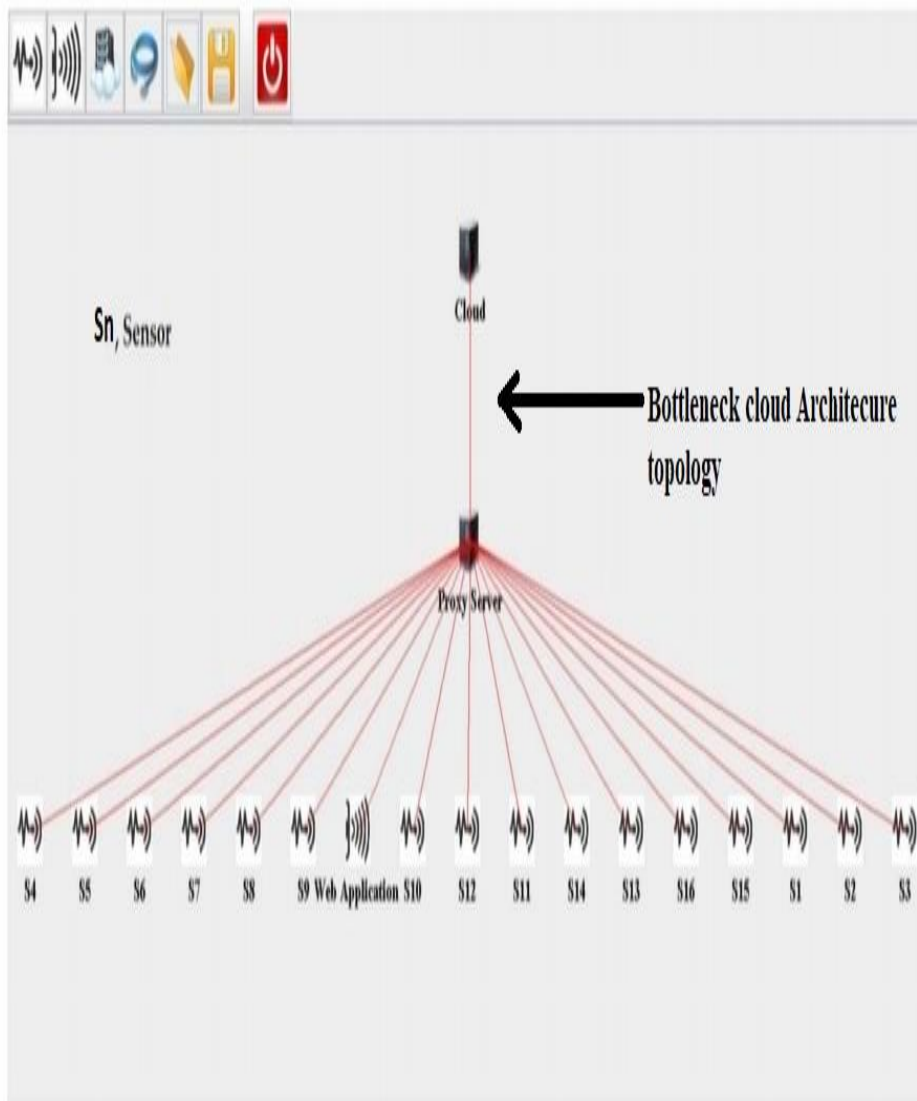 Cloud
Sn, Sensor
Bottleneck cloud Architecure
topology
Proxy Server
S4 S5 S6 S7 S8 S9 Web Application S10 S12 S11 S14 S13 S16 S15 S1 S2 S3